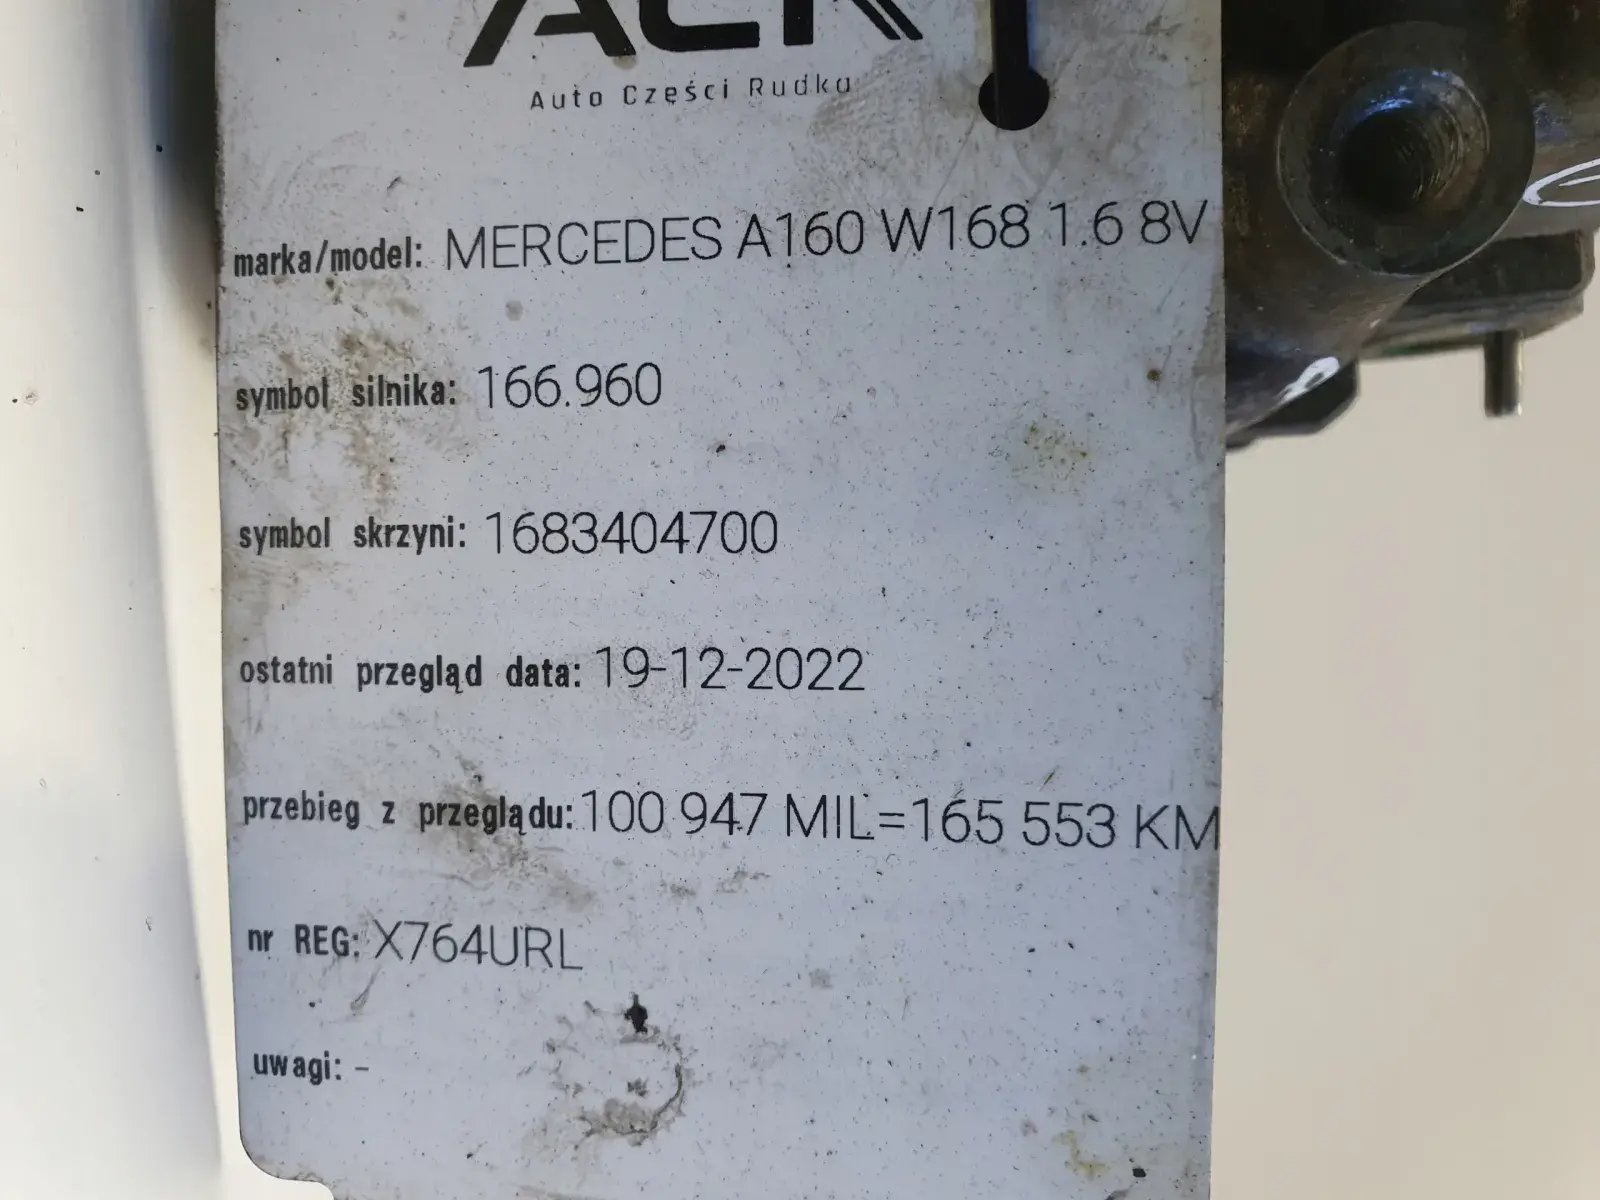 ACR
Auto Części Rudka
marka/model: MERCEDES A160 W168 1.6 8V
symbol silnika: 166.960
symbol skrzyni: 1683404700
ostatni przegląd data: 19-12-2022
przebieg z przeglądu: 100 947 MIL=165 553 KM
nr REG: X764URL
uwagi: -